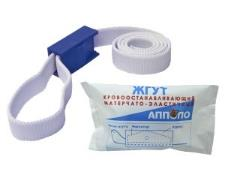 ЖГУТ
КРОВООСТАНАВЛИВАЮЩИЙ
МАТЕРЧАТО-ЭЛАСТИЧНЫЙ
АППОЛО